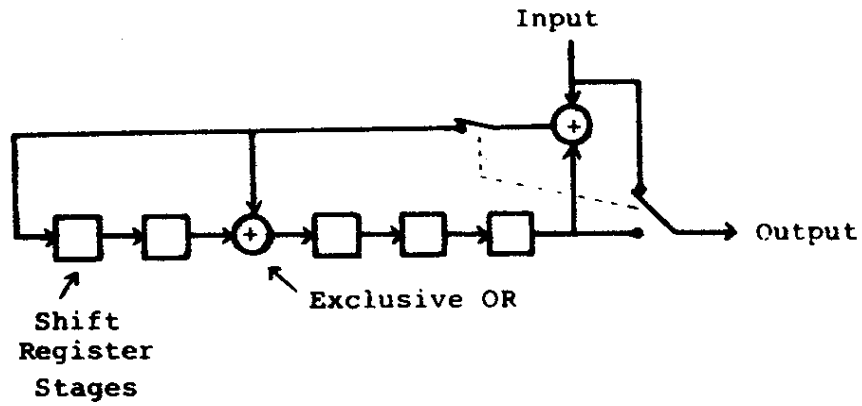 Input
+
+
Output
Exclusive OR
Shift
Register
Stages